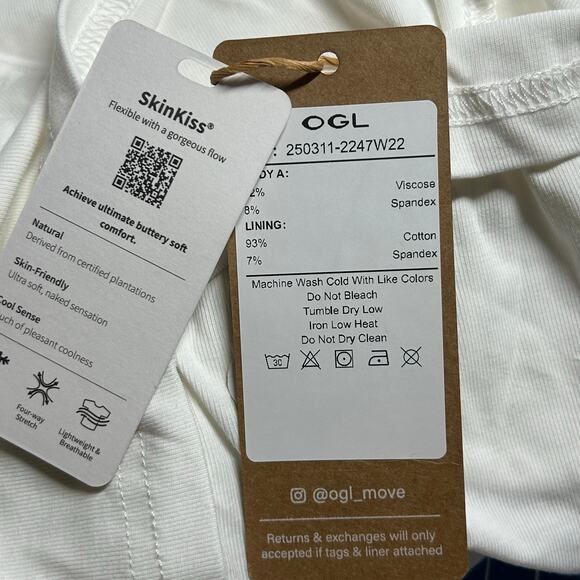 SkinKiss®
Flexible with a gorgeous flow
Achieve ultimate buttery soft
comfort.
Natural
Derived from certified plantations
Skin-Friendly
Ultra soft, naked sensation
Cool Sense
of pleasant coolness
Four-way
Stretch
Lightweight &
Breathable
OGL
: 250311-2247W22
A:
Viscose
8% Spandex
LINING:
93% Cotton
7% Spandex
Machine Wash Cold With Like Colors
Do Not Bleach
Tumble Dry Low
Iron Low Heat
Do Not Dry Clean
30
@ogl_move
Returns & exchanges will only
accepted if tags & liner attached